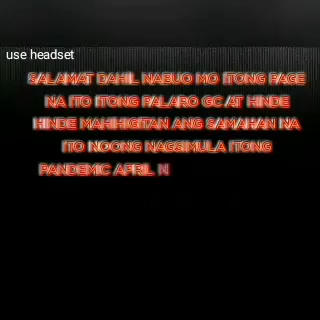 use headset
SALAMAT DAHIL NABUO MO ITONG PAGE
NA ITO ITONG PALARO GC AT HINDE
HINDE MAHIHIGITAN ANG SAMAHAN NA
ITO NOONG NAGSIMULA ITONG
PANDEMIC APRIL N